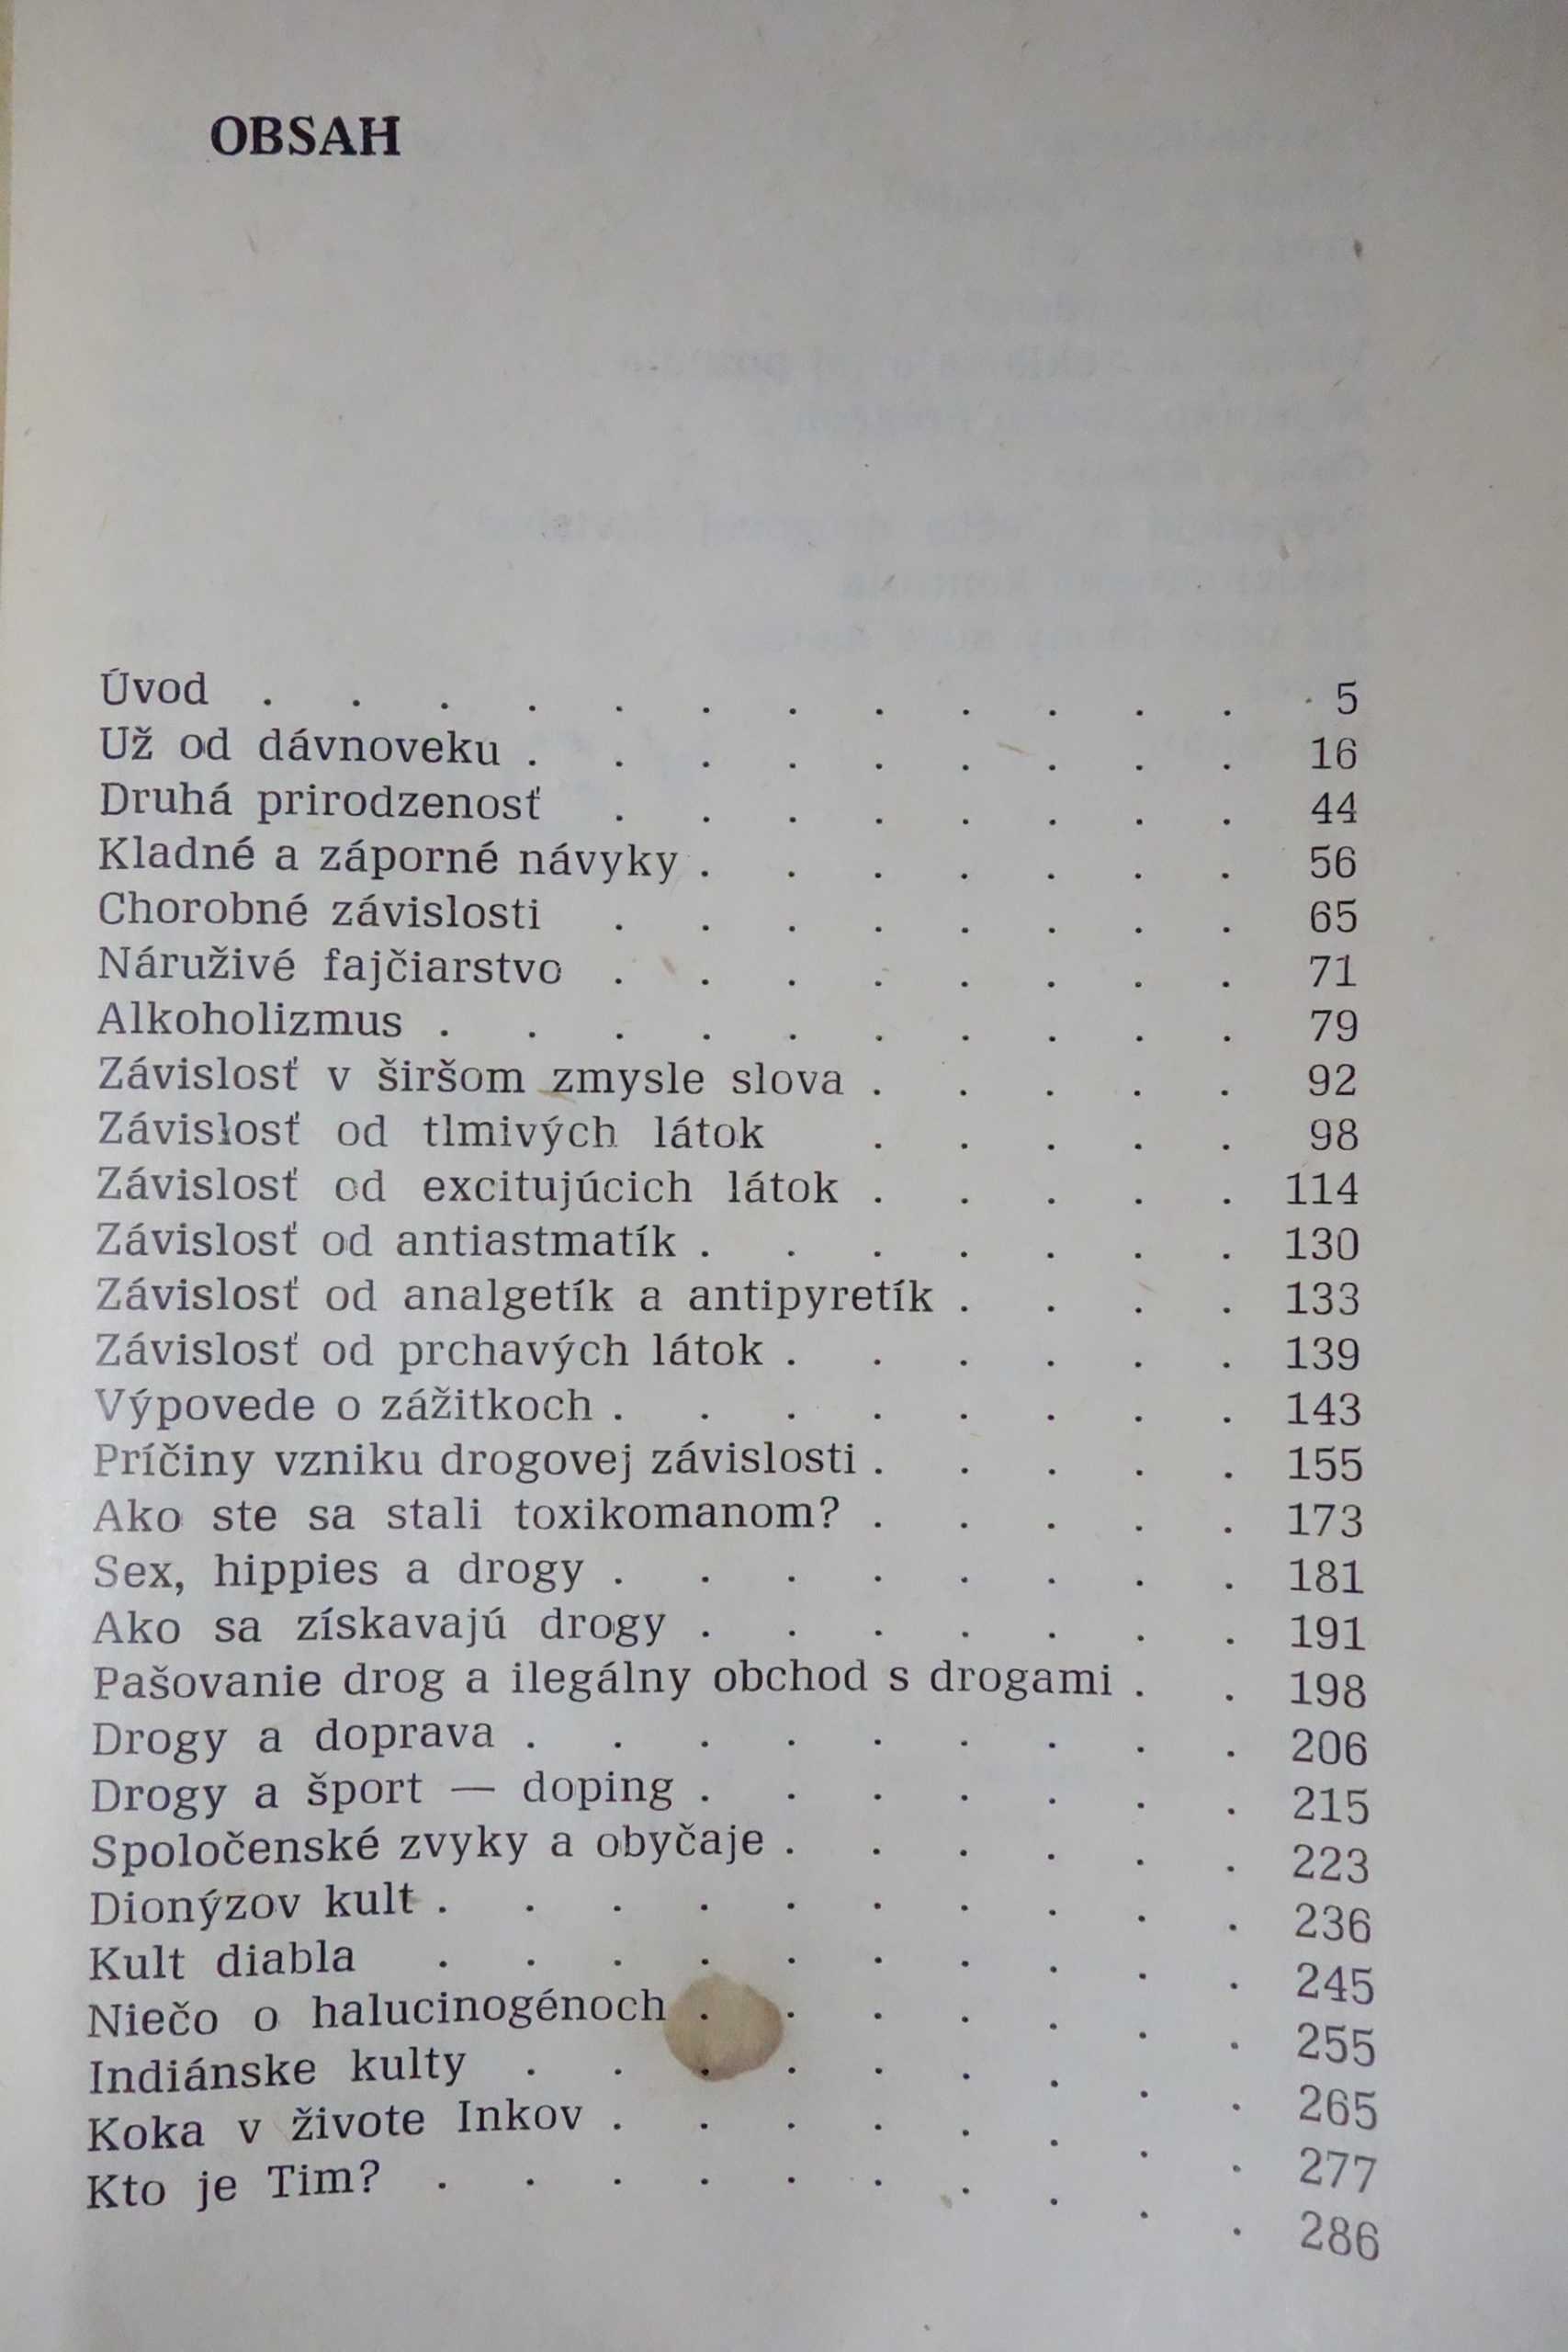 OBSAH
Úvod . . . . . . . . . . . . 5
Už od dávnoveku . . . . . . . . . 16
Druhá prirodzenosť . . . . . . . . 44
Kladné a záporné návyky . . . . . . . 56
Chorobné závislosti . . . . . . . . 65
Náruživé fajčiarstvo . . . . . . . . 71
Alkoholizmus . . . . . . . . . . 79
Závislosť v širšom zmysle slova . . . . . 92
Závislosť od tlmivých látok . . . . . 98
Závislosť od excitujúcich látok . . . . . 114
Závislosť od antiastmatík . . . . . . . 130
Závislosť od analgetík a antipyretík . . . . 133
Závislosť od prchavých látok . . . . . . 139
Výpovede o zážitkoch . . . . . . . . 143
Príčiny vzniku drogovej závislosti . . . . . 155
Ako ste sa stali toxikomanom? . . . . . 173
Sex, hippies a drogy . . . . . . . . 181
Ako sa získavajú drogy . . . . . . . 191
Pašovanie drog a ilegálny obchod s drogami . . 198
Drogy a doprava . . . . . . . . . 206
Drogy a šport — doping . . . . . . . 215
Spoločenské zvyky a obyčaje . . . . . . 223
Dionýzov kult . . . . . . . . . . 236
Kult diabla . . . . . . . . . . 245
Niečo o halucinogénoch . . . . . . . 255
Indiánske kulty . . . . . . . . . 265
Koka v živote Inkov . . . . . . . . 277
Kto je Tim? . . . . . . . . . . 286